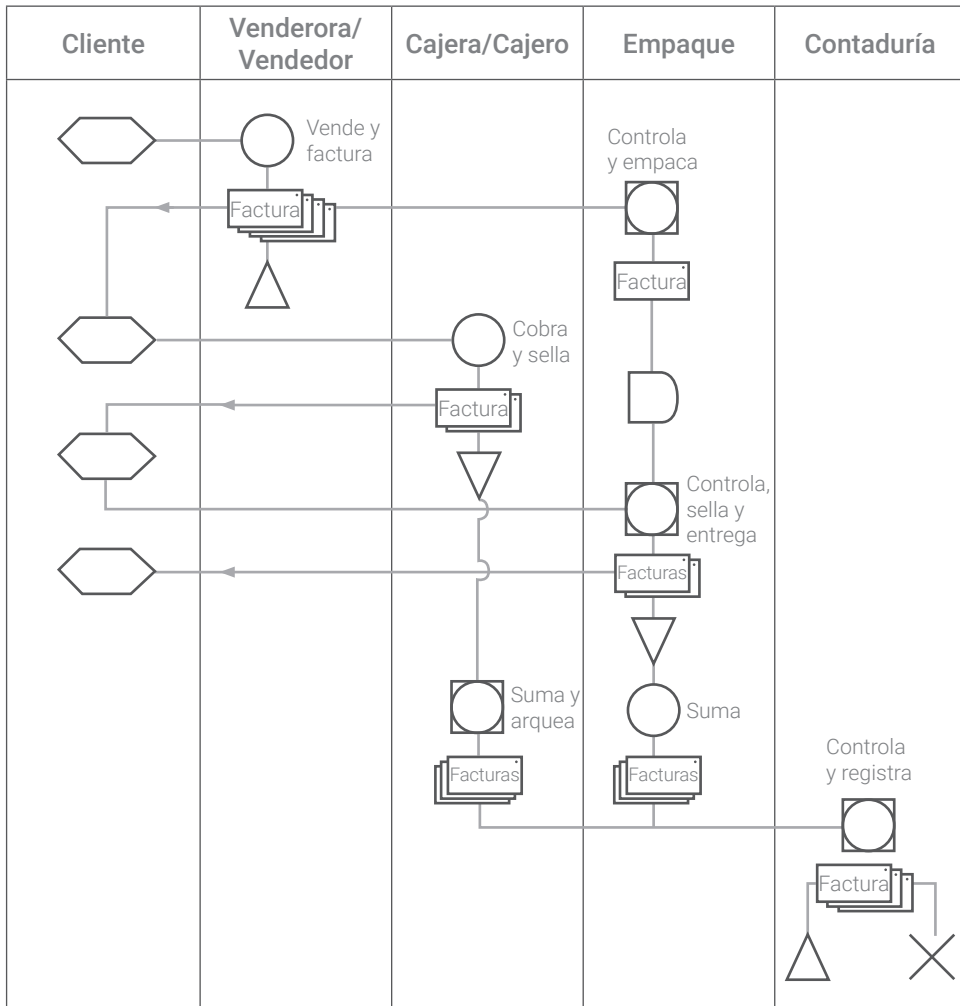 Cliente
Venderora/
Vendedor
Cajera/Cajero
Empaque
Contaduría
Vende y
factura
Controla
y empaca
Factura
Factura
Cobra
y sella
Factura
Controla,
sella y
entrega
Facturas
Suma y
arquea
Suma
Facturas
Facturas
Controla
y registra
Factura